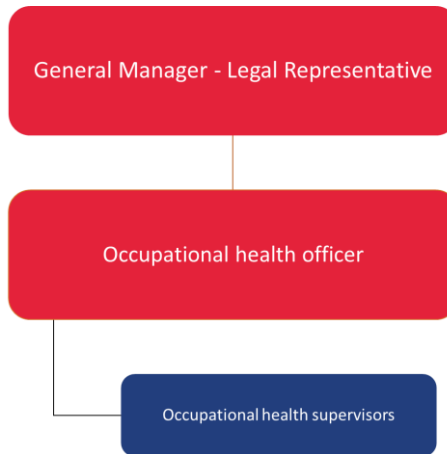 General Manager - Legal Representative
Occupational health officer
Occupational health supervisors